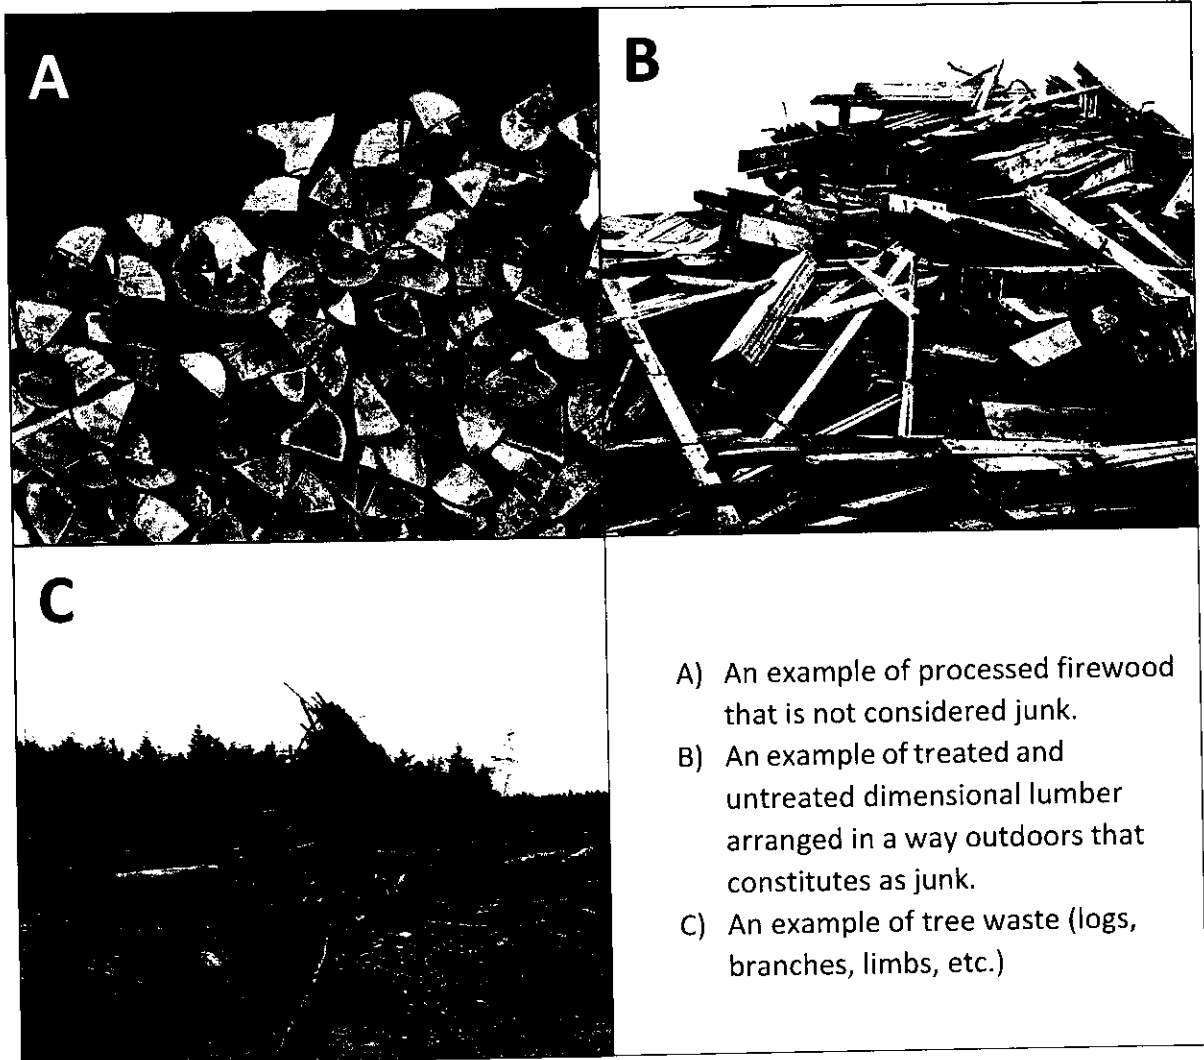 A
B
C
A) An example of processed firewood
that is not considered junk.
B) An example of treated and
untreated dimensional lumber
arranged in a way outdoors that
constitutes as junk.
C) An example of tree waste (logs,
branches, limbs, etc.)